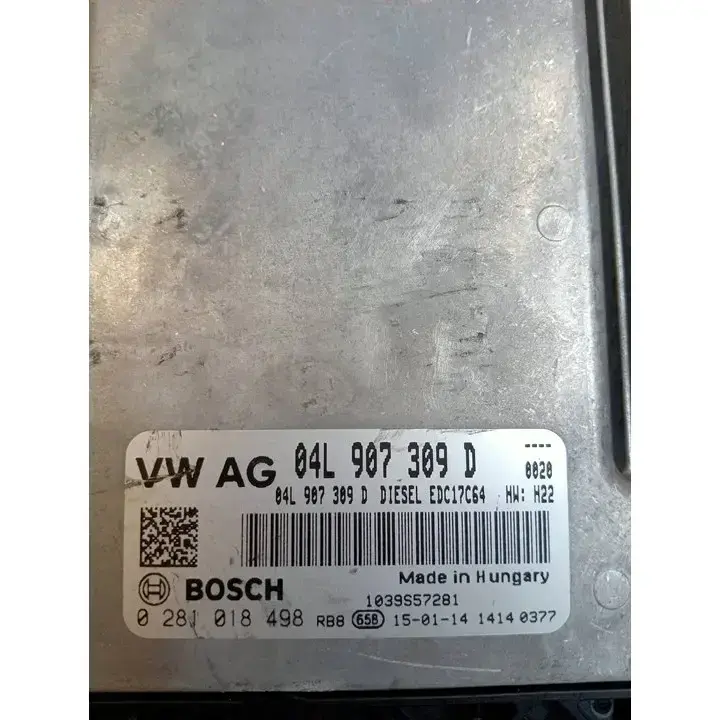 VW AG 04L 907 309 D ----
0020
04L 907 309 D DIESEL EDC17C64 HW: H22
Made in Hungary
BOSCH 1039S57281
0 281 018 498 RB8 658 15-01-14 1414 0377